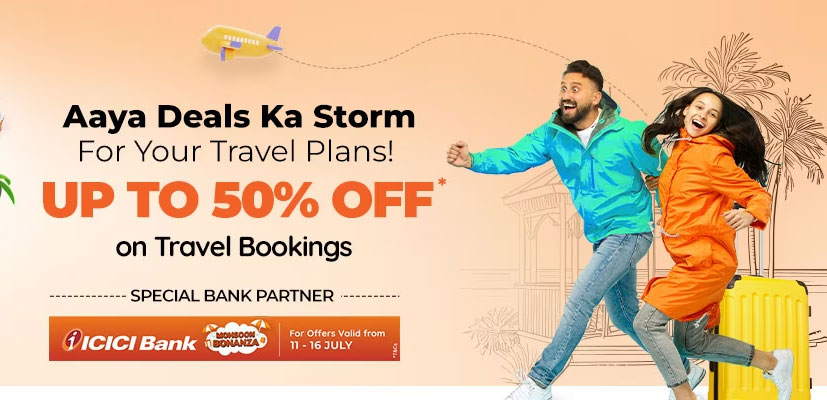 Aaya Deals Ka Storm
For Your Travel Plans!
UP TO 50% OFF*
on Travel Bookings
SPECIAL BANK PARTNER
ICICI Bank
MONSOON
BONANZA
For Offers Valid from
11 - 16 JULY
*T&Cs